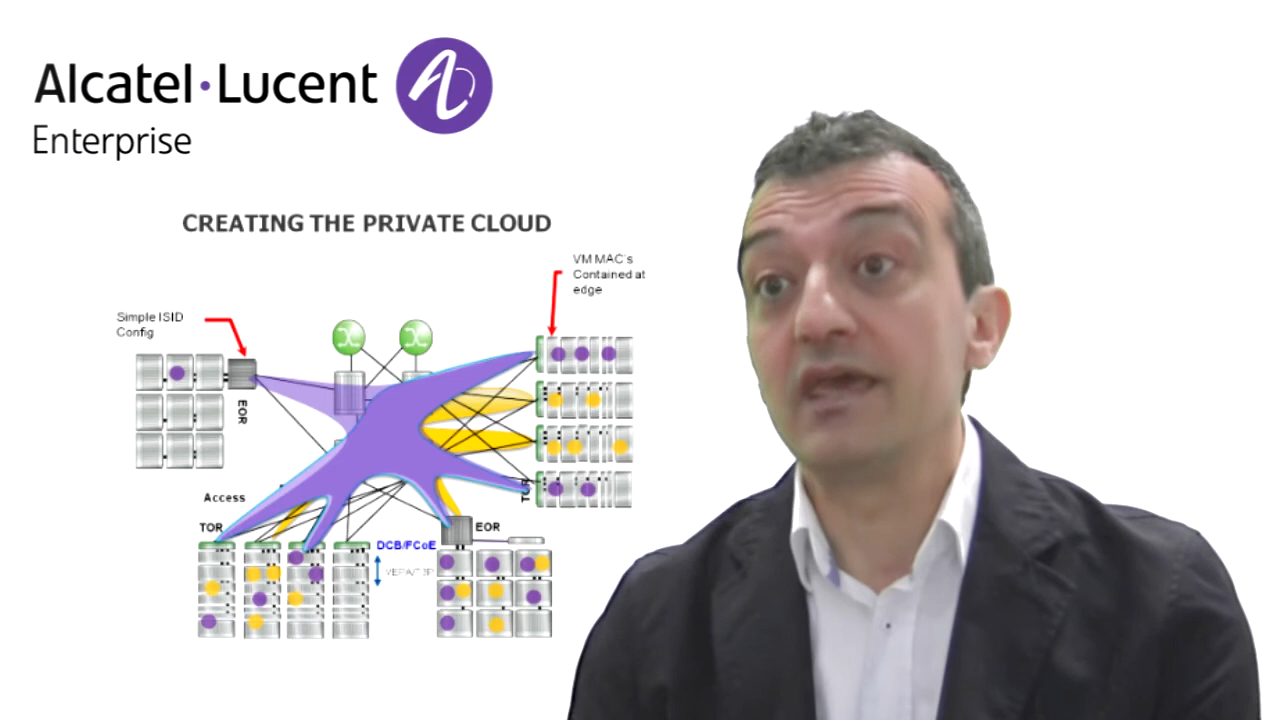 Alcatel·Lucent
Enterprise
CREATING THE PRIVATE CLOUD
VM MAC's
Contained at
edge
Simple ISID
Config
EOR
Access
TOR
TOR
EOR
DCB/FCoE